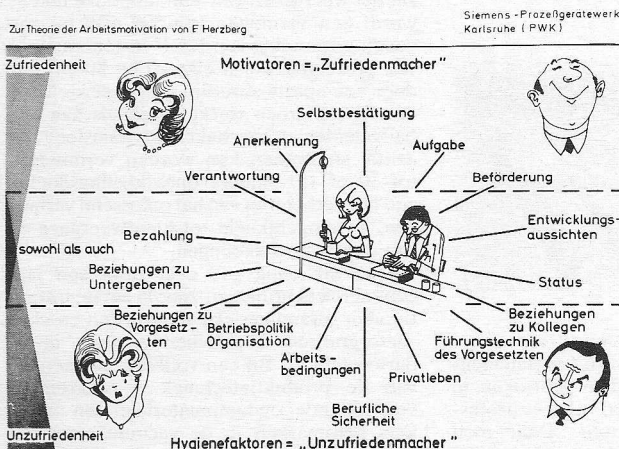 Zur Theorie der Arbeitsmotivation von F Herzberg
Siemens - Prozeßgerätewerk
Karlsruhe ( PWK )
Zufriedenheit
Motivatoren = „Zufriedenmacher"
Selbstbestätigung
Anerkennung
Aufgabe
Verantwortung
Beförderung
Bezahlung
Entwicklungs-
aussichten
sowohl als auch
Beziehungen zu
Untergebenen
Status
Beziehungen zu
Vorgesetz -
ten
Betriebspolitik
Organisation
Beziehungen
zu Kollegen
Arbeits -
bedingungen
Führungstechnik
des Vorgesetzten
Privatleben
Berufliche
Sicherheit
Unzufriedenheit
Hygienefaktoren = „Unzufriedenmacher "